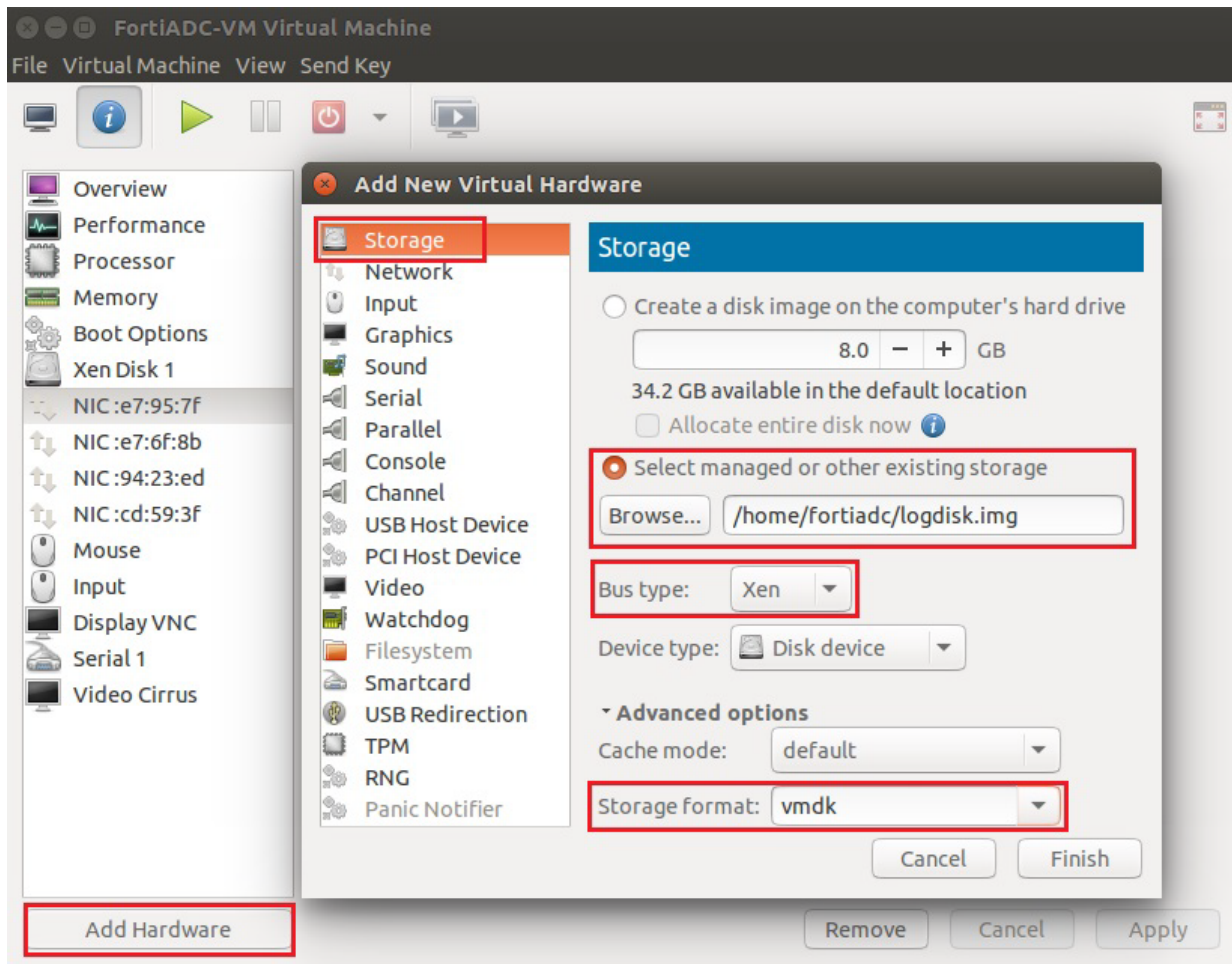 FortiADC-VM Virtual Machine
File Virtual Machine View Send Key
Overview
Performance
Processor
Memory
Boot Options
Xen Disk 1
NIC :e7:95:7f
NIC :e7:6f:8b
NIC :94:23:ed
NIC :cd:59:3f
Mouse
Input
Display VNC
Serial 1
Video Cirrus
Add Hardware
Add New Virtual Hardware
Storage
Network
Input
Graphics
Sound
Serial
Parallel
Console
Channel
USB Host Device
PCI Host Device
Video
Watchdog
Filesystem
Smartcard
USB Redirection
TPM
RNG
Panic Notifier
Storage
Create a disk image on the computer's hard drive
8.0 − + GB
34.2 GB available in the default location
Allocate entire disk now
Select managed or other existing storage
Browse... /home/fortiadc/logdisk.img
Bus type: Xen
Device type: Disk device
Advanced options
Cache mode: default
Storage format: vmdk
Cancel Finish
Remove Cancel Apply